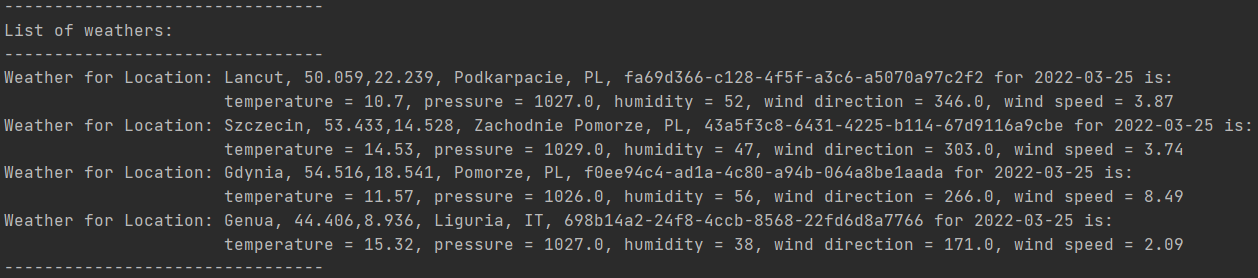 --------------------------------
List of weathers:
--------------------------------
Weather for Location: Lancut, 50.059,22.239, Podkarpacie, PL, fa69d366-c128-4f5f-a3c6-a5070a97c2f2 for 2022-03-25 is:
                      temperature = 10.7, pressure = 1027.0, humidity = 52, wind direction = 346.0, wind speed = 3.87
Weather for Location: Szczecin, 53.433,14.528, Zachodnie Pomorze, PL, 43a5f3c8-6431-4225-b114-67d9116a9cbe for 2022-03-25 is:
                      temperature = 14.53, pressure = 1029.0, humidity = 47, wind direction = 303.0, wind speed = 3.74
Weather for Location: Gdynia, 54.516,18.541, Pomorze, PL, f0ee94c4-ad1a-4c80-a94b-064a8be1aada for 2022-03-25 is:
                      temperature = 11.57, pressure = 1026.0, humidity = 56, wind direction = 266.0, wind speed = 8.49
Weather for Location: Genua, 44.406,8.936, Liguria, IT, 698b14a2-24f8-4ccb-8568-22fd6d8a7766 for 2022-03-25 is:
                      temperature = 15.32, pressure = 1027.0, humidity = 38, wind direction = 171.0, wind speed = 2.09
--------------------------------